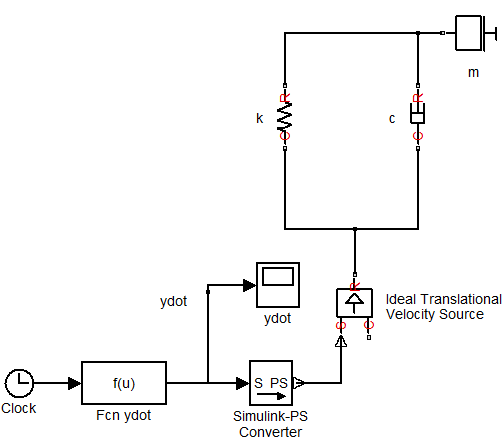 m
R
R
k
c
C
C
R
Ideal Translational
Velocity Source
S
C
ydot
ydot
f(u)
S PS
Clock
Fcn ydot
Simulink-PS
Converter